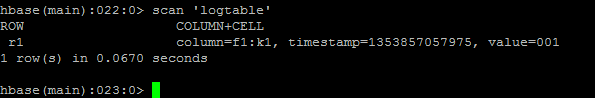 hbase(main):022:0> scan 'logtable'
ROW COLUMN+CELL
r1 column=f1:k1, timestamp=1353857057975, value=001
1 row(s) in 0.0670 seconds
hbase(main):023:0>